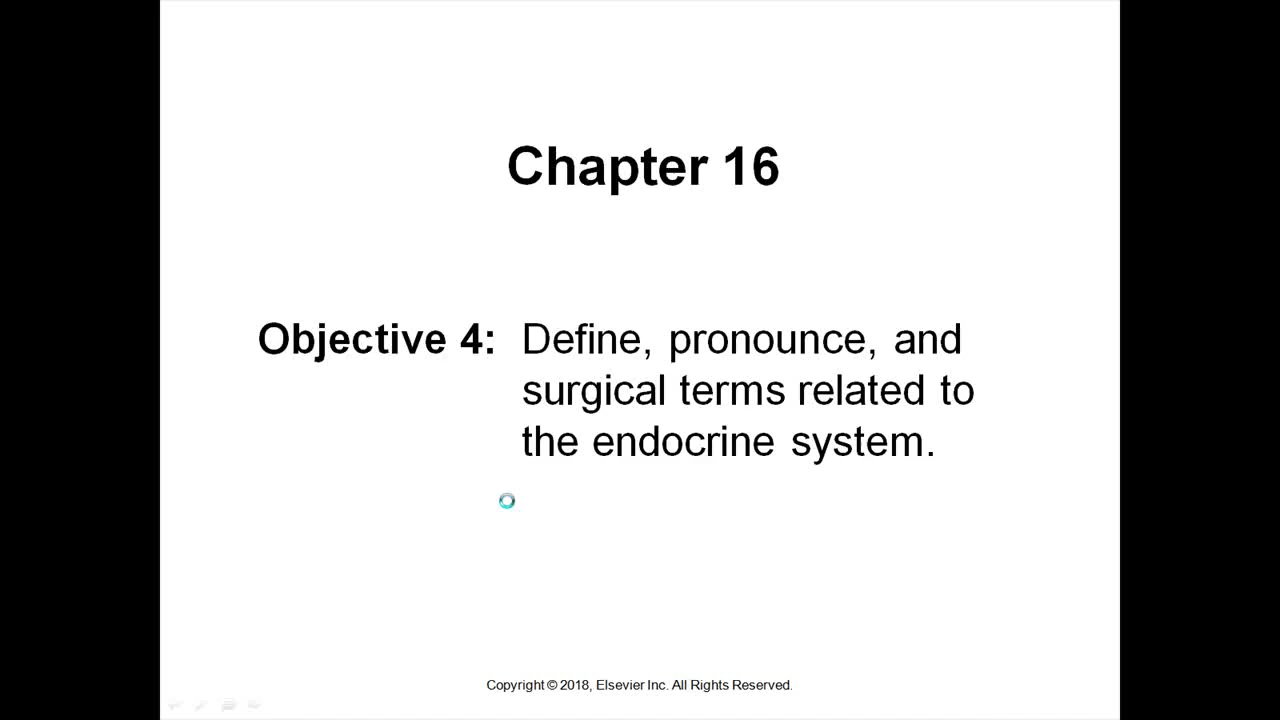 Chapter 16
Objective 4: Define, pronounce, and
surgical terms related to
the endocrine system.
Copyright © 2018, Elsevier Inc. All Rights Reserved.